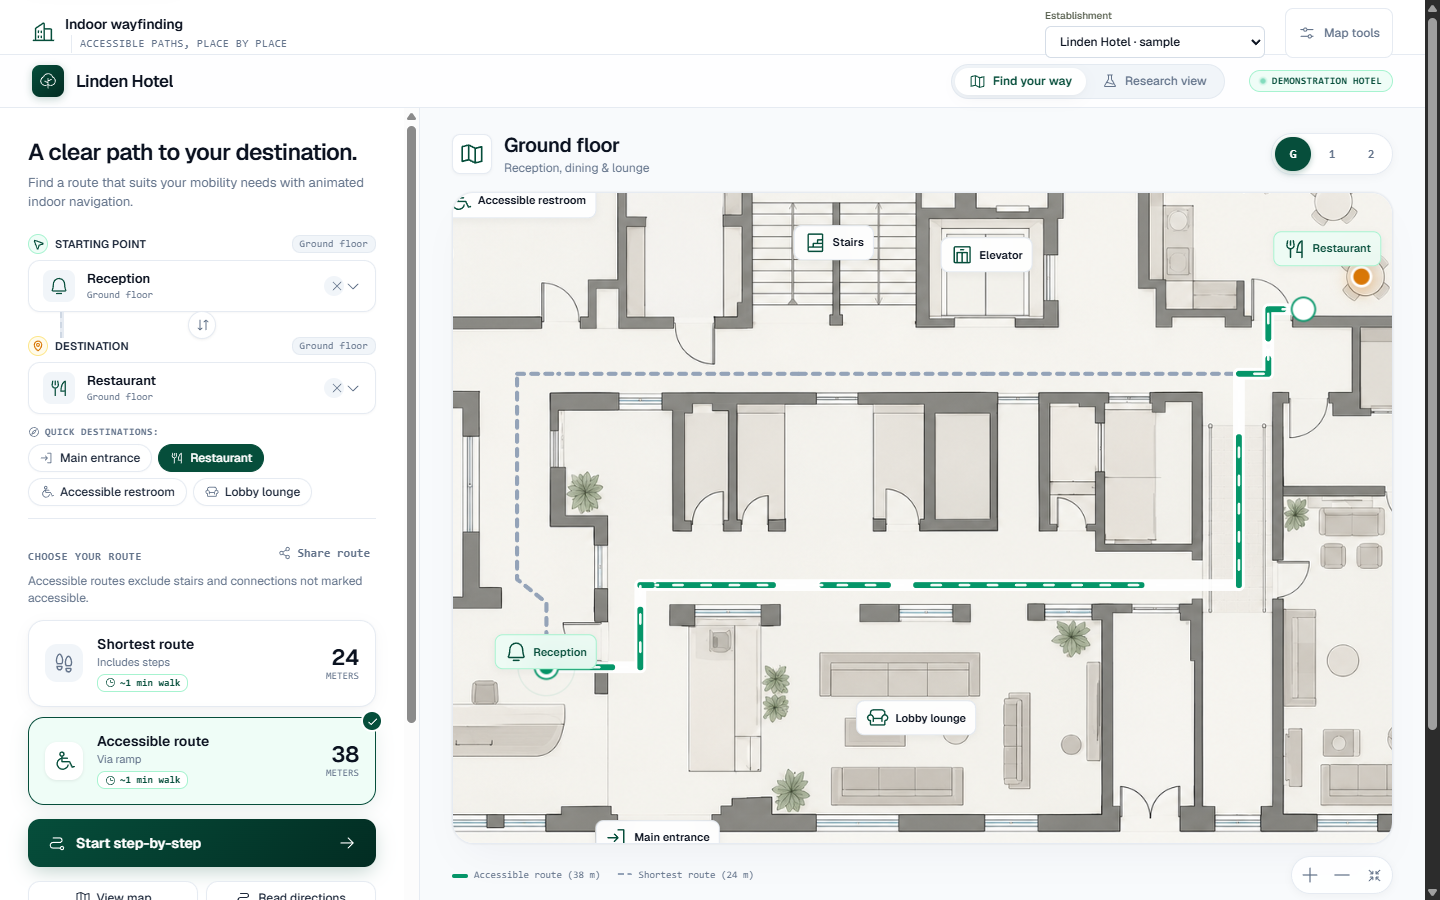 Indoor wayfinding
ACCESSIBLE PATHS, PLACE BY PLACE
Establishment
Linden Hotel · sample
Map tools
Linden Hotel
Find your way
Research view
DEMONSTRATION HOTEL
A clear path to your destination.
Find a route that suits your mobility needs with animated
indoor navigation.
STARTING POINT
Ground floor
Reception
Ground floor
DESTINATION
Ground floor
Restaurant
Ground floor
QUICK DESTINATIONS:
Main entrance
Restaurant
Accessible restroom
Lobby lounge
CHOOSE YOUR ROUTE
Share route
Accessible routes exclude stairs and connections not marked
accessible.
Shortest route
Includes steps
~1 min walk
24
METERS
Accessible route
Via ramp
~1 min walk
38
METERS
Start step-by-step
View map
Read directions
Ground floor
Reception, dining & lounge
G
1
2
Accessible restroom
Stairs
Elevator
Restaurant
Reception
Lobby lounge
Main entrance
Accessible route (38 m)
Shortest route (24 m)